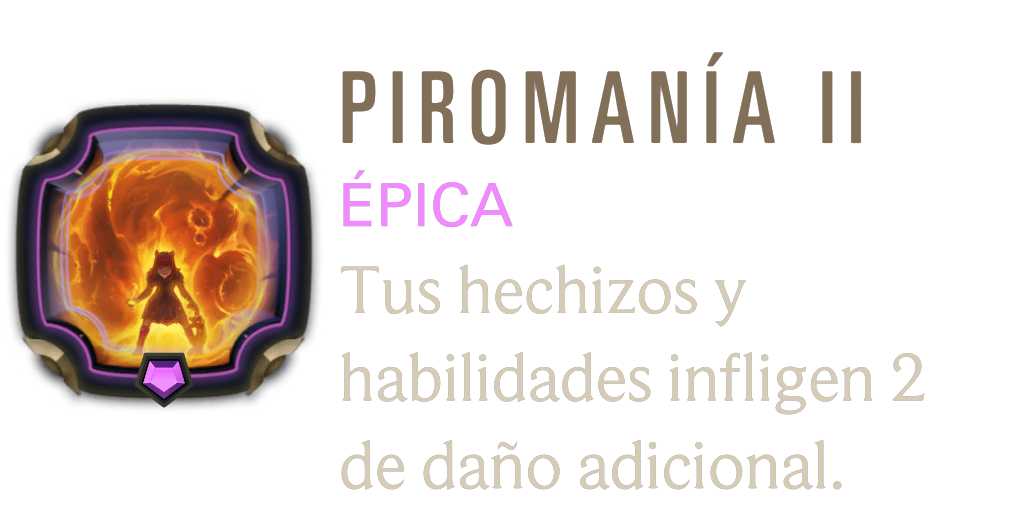 PIROMANÍA II
ÉPICA
Tus hechizos y
habilidades infligen 2
de daño adicional.